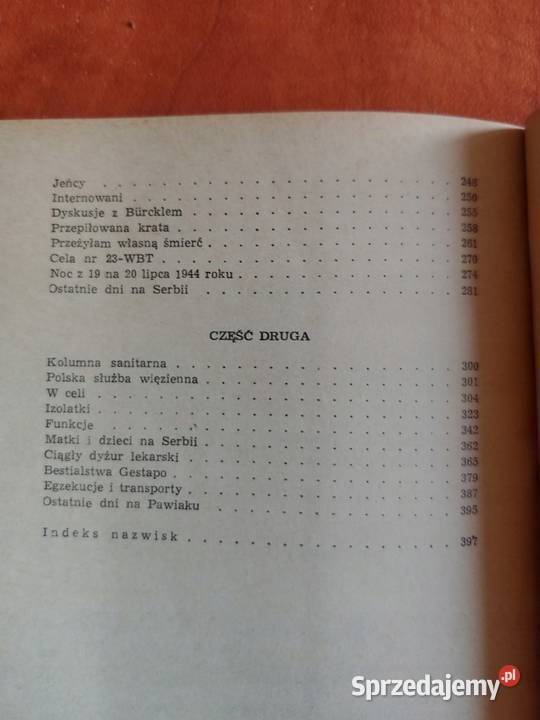 Jeńcy . . . . . . . . . . . . . . . . 248
Internowani . . . . . . . . . . . . . . 250
Dyskusje z Bürcklem . . . . . . . . . . . 255
Przepiłowana krata . . . . . . . . . . . . 258
Przeżyłam własną śmierć . . . . . . . . . . 261
Cela nr 23-WBT . . . . . . . . . . . . . 270
Noc z 19 na 20 lipca 1944 roku . . . . . . . . 274
Ostatnie dni na Serbii . . . . . . . . . . . 281
CZĘŚĆ DRUGA
Kolumna sanitarna . . . . . . . . . . . . 300
Polska służba więzienna . . . . . . . . . . 301
W celi . . . . . . . . . . . . . . . . 304
Izolatki . . . . . . . . . . . . . . . 323
Funkcje . . . . . . . . . . . . . . . 342
Matki i dzieci na Serbii . . . . . . . . . . 362
Ciągły dyżur lekarski . . . . . . . . . . . 365
Bestialstwa Gestapo . . . . . . . . . . . 379
Egzekucje i transporty . . . . . . . . . . . 387
Ostatnie dni na Pawiaku . . . . . . . . . . 395
Indeks nazwisk . . . . . . . . . . . . . 397
Sprzedajemy.pl